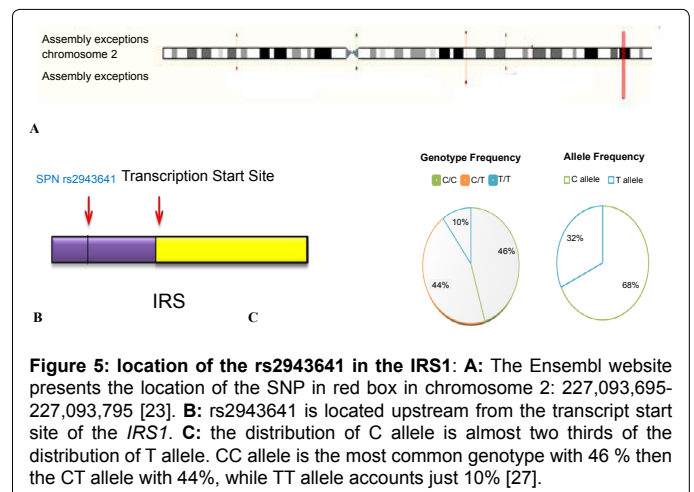 Assembly exceptions
chromosome 2
Assembly exceptions
A
SPN rs2943641 Transcription Start Site
IRS
B
C
Genotype Frequency
C/C C/T T/T
10%
46%
44%
Allele Frequency
C allele T allele
32%
68%
Figure 5: location of the rs2943641 in the IRS1: A: The Ensembl website
presents the location of the SNP in red box in chromosome 2: 227,093,695-
227,093,795 [23]. B: rs2943641 is located upstream from the transcript start
site of the IRS1. C: the distribution of C allele is almost two thirds of the
distribution of T allele. CC allele is the most common genotype with 46 % then
the CT allele with 44%, while TT allele accounts just 10% [27].